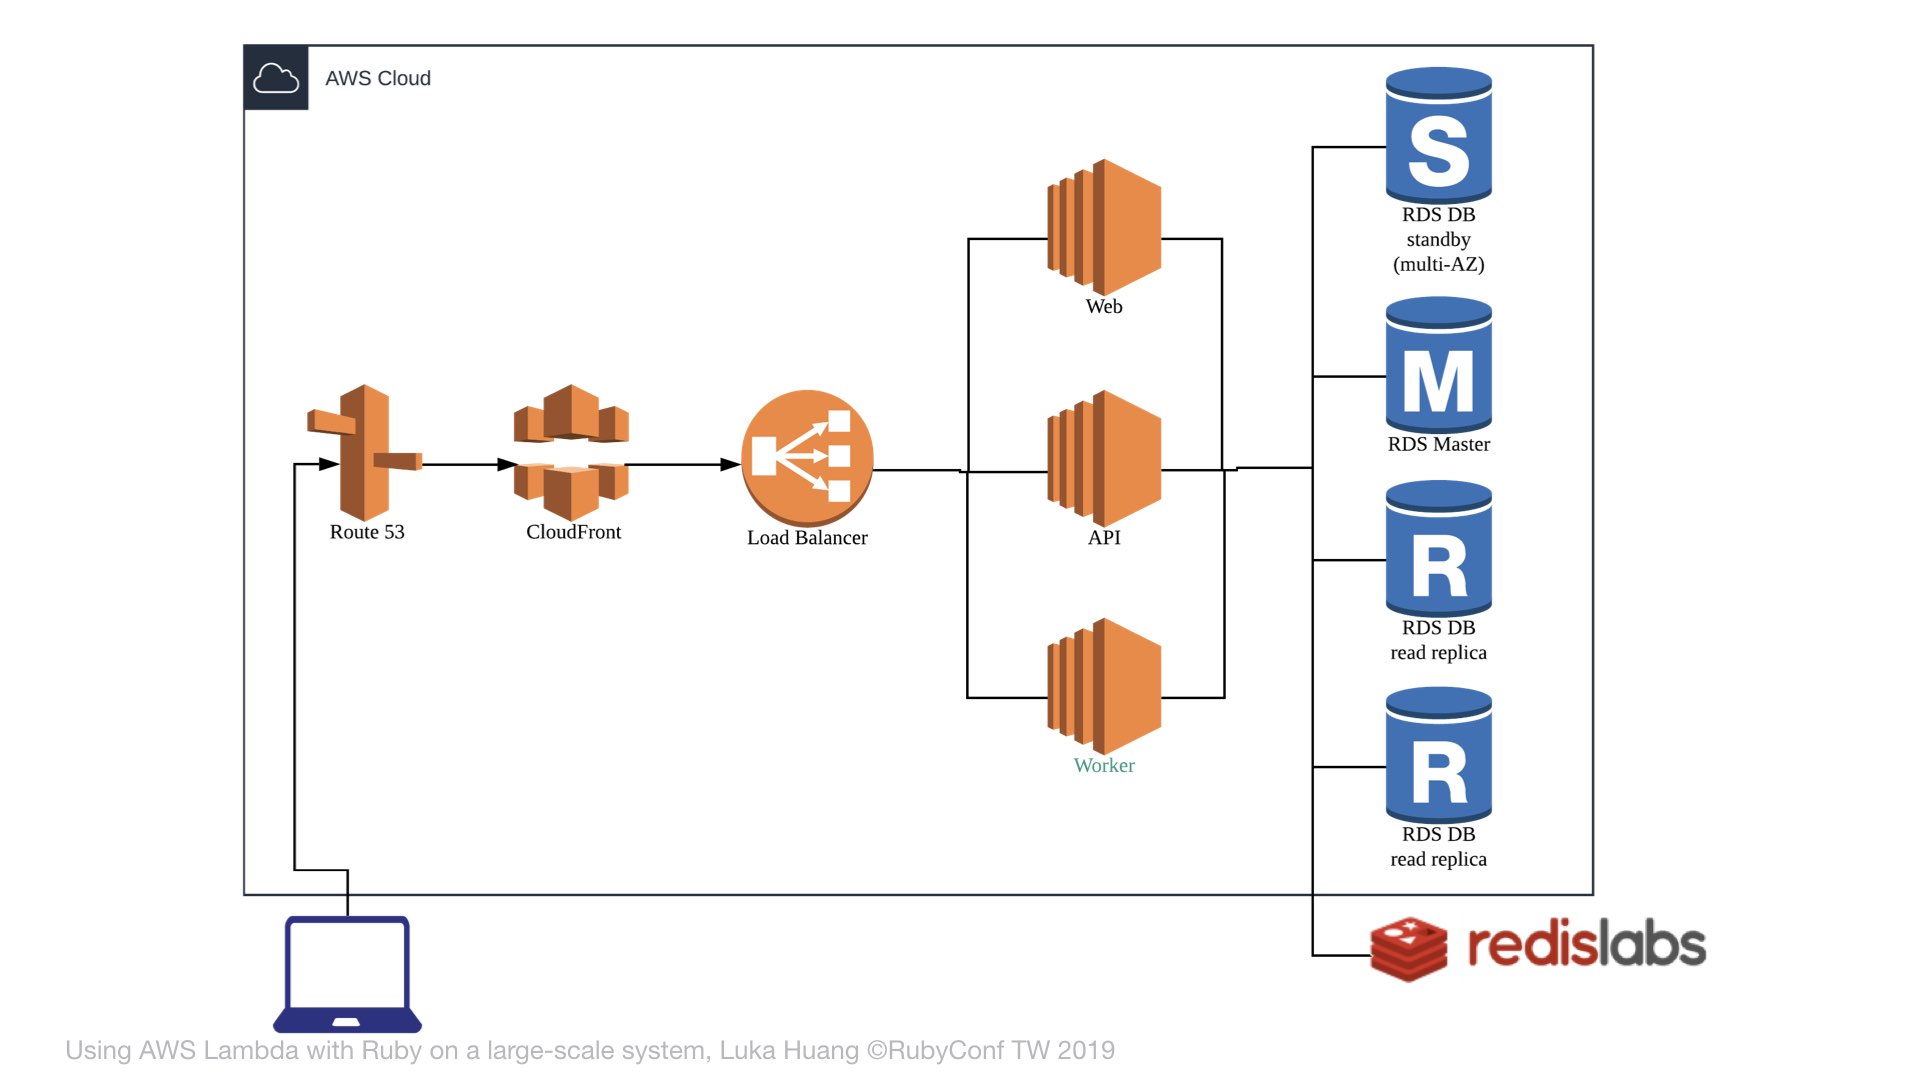 AWS Cloud
S
RDS DB
standby
(multi-AZ)
Web
M
RDS Master
Route 53
CloudFront
Load Balancer
API
R
RDS DB
read replica
Worker
R
RDS DB
read replica
redislabs
Using AWS Lambda with Ruby on a large-scale system, Luka Huang ©RubyConf TW 2019